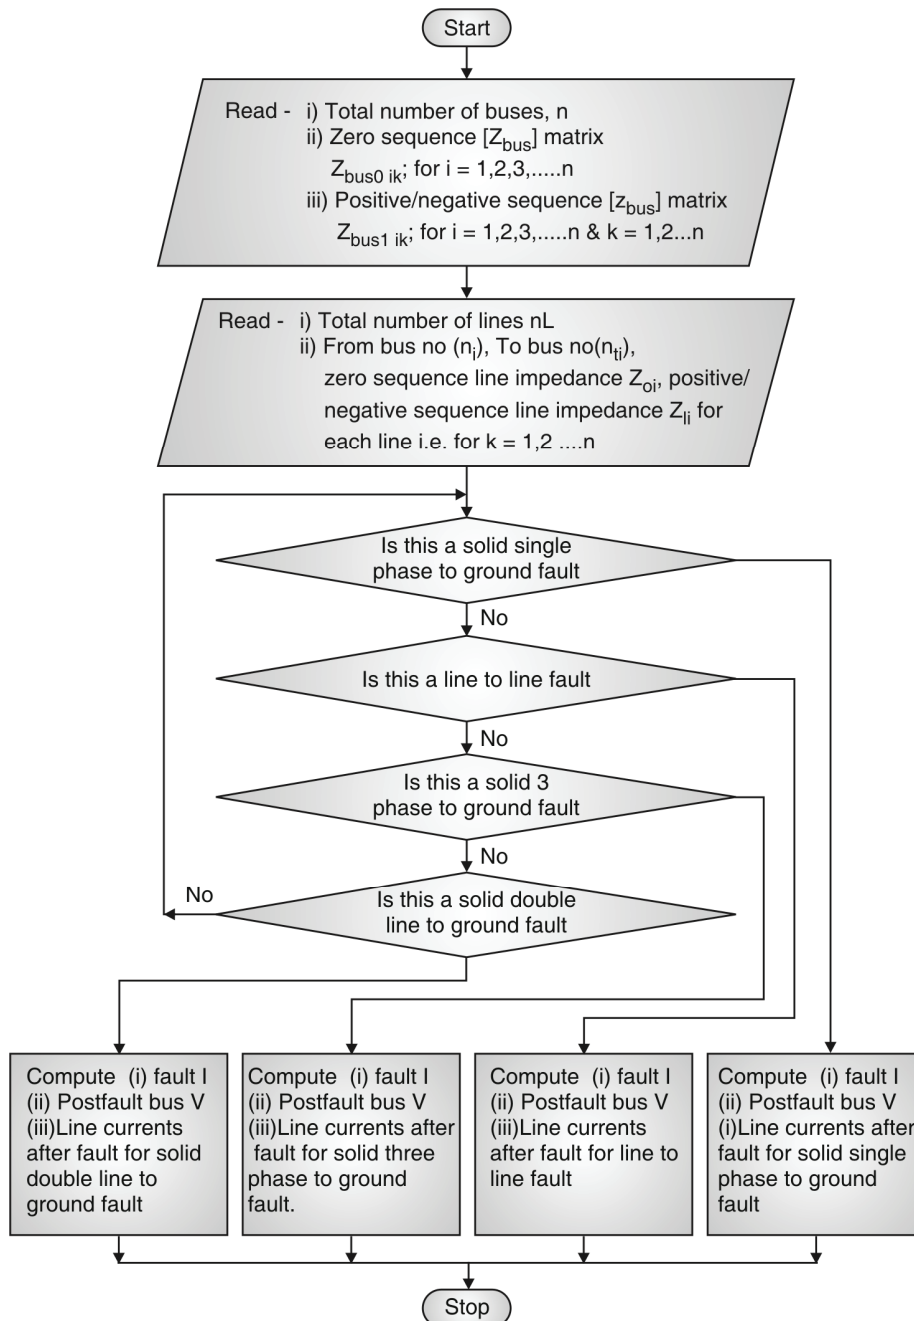 Start
Read - i) Total number of buses, n
ii) Zero sequence [Zbus] matrix
Zbus0 ik; for i = 1,2,3,.....n
iii) Positive/negative sequence [zbus] matrix
Zbus1 ik; for i = 1,2,3,.....n & k = 1,2...n
Read - i) Total number of lines nL
ii) From bus no (ni), To bus no(nti),
zero sequence line impedance Zoi, positive/
negative sequence line impedance Zli for
each line i.e. for k = 1,2 ....n
Is this a solid single
phase to ground fault
No
Is this a line to line fault
No
Is this a solid 3
phase to ground fault
No
Is this a solid double
line to ground fault
No
Compute (i) fault I
(ii) Postfault bus V
(iii)Line currents
after fault for solid
double line to
ground fault
Compute (i) fault I
(ii) Postfault bus V
(iii)Line currents after
fault for solid three
phase to ground
fault.
Compute (i) fault I
(ii) Postfault bus V
(iii)Line currents
after fault for line to
line fault
Compute (i) fault I
(ii) Postfault bus V
(i)Line currents after
fault for solid single
phase to ground
fault
Stop